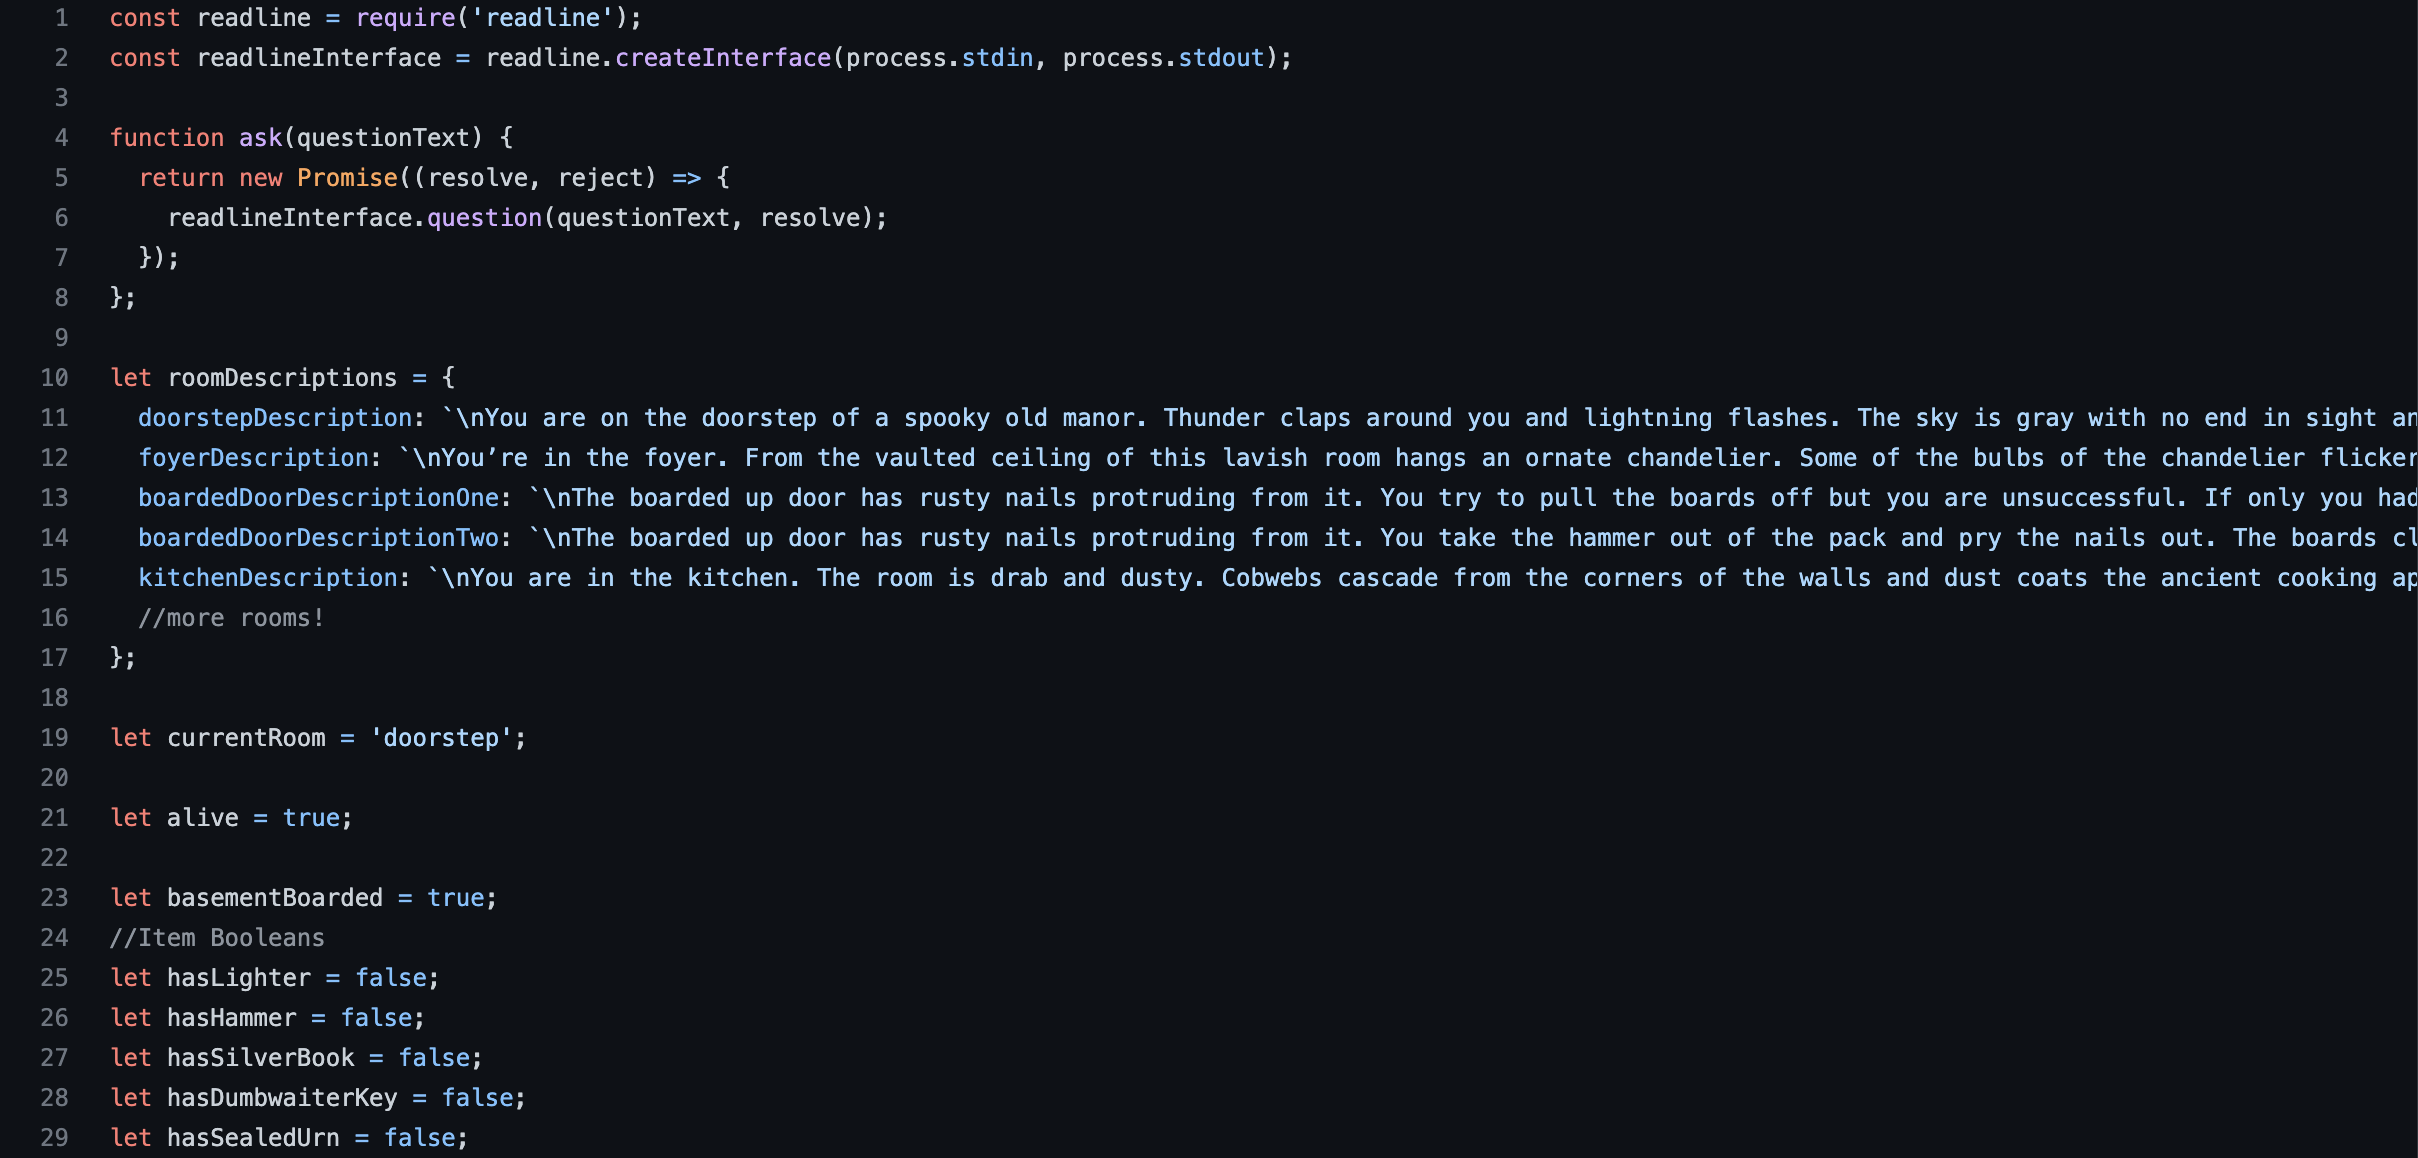 1 const readline = require('readline');
2 const readlineInterface = readline.createInterface(process.stdin, process.stdout);
3
4 function ask(questionText) {
5   return new Promise((resolve, reject) => {
6     readlineInterface.question(questionText, resolve);
7   });
8 };
9
10 let roomDescriptions = {
11   doorstepDescription: `\nYou are on the doorstep of a spooky old manor. Thunder claps around you and lightning flashes. The sky is gray with no end in sight an
12   foyerDescription: `\nYou’re in the foyer. From the vaulted ceiling of this lavish room hangs an ornate chandelier. Some of the bulbs of the chandelier flicker
13   boardedDoorDescriptionOne: `\nThe boarded up door has rusty nails protruding from it. You try to pull the boards off but you are unsuccessful. If only you had
14   boardedDoorDescriptionTwo: `\nThe boarded up door has rusty nails protruding from it. You take the hammer out of the pack and pry the nails out. The boards cl
15   kitchenDescription: `\nYou are in the kitchen. The room is drab and dusty. Cobwebs cascade from the corners of the walls and dust coats the ancient cooking ap
16   //more rooms!
17 };
18
19 let currentRoom = 'doorstep';
20
21 let alive = true;
22
23 let basementBoarded = true;
24 //Item Booleans
25 let hasLighter = false;
26 let hasHammer = false;
27 let hasSilverBook = false;
28 let hasDumbwaiterKey = false;
29 let hasSealedUrn = false;